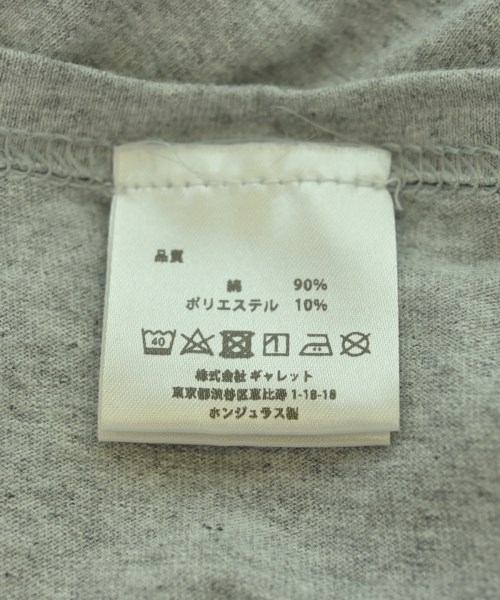 品質
綿 90%
ポリエステル 10%
40
株式会社 ギャレット
東京都渋谷区恵比寿 1-18-18
ホンジュラス製